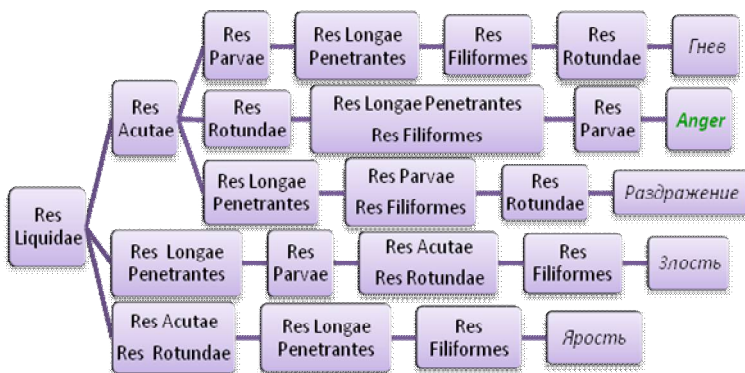 Res
Parvae
Res Longae
Penetrantes
Res
Filiformes
Res
Rotundae
Гнев
Res
Acutae
Res
Rotundae
Res Longae Penetrantes
Res Filiformes
Res
Parvae
Anger
Res Longae
Penetrantes
Res Parvae
Res Filiformes
Res
Rotundae
Раздражение
Res
Liquidae
Res Longae
Penetrantes
Res
Parvae
Res Acutae
Res Rotundae
Res
Filiformes
Злость
Res Acutae
Res Rotundae
Res Longae
Penetrantes
Res
Filiformes
Ярость